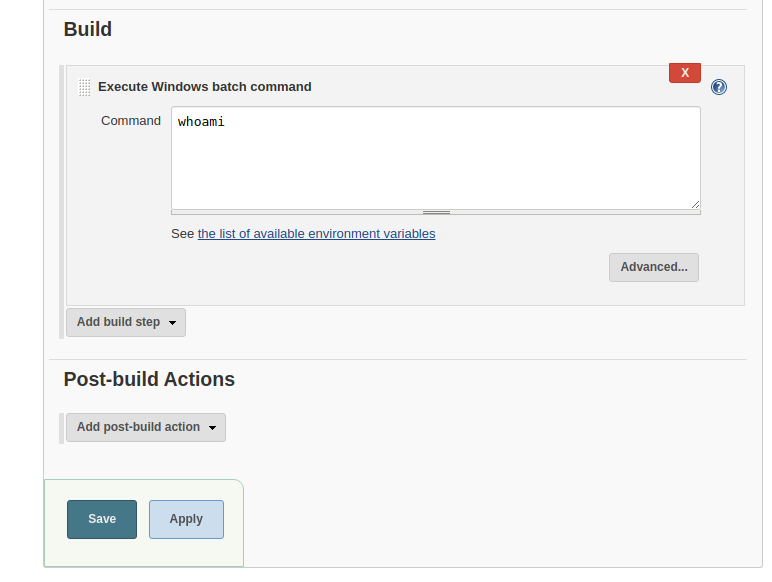 Build
X
Execute Windows batch command
?
Command
whoami
See the list of available environment variables
Advanced...
Add build step
Post-build Actions
Add post-build action
Save
Apply